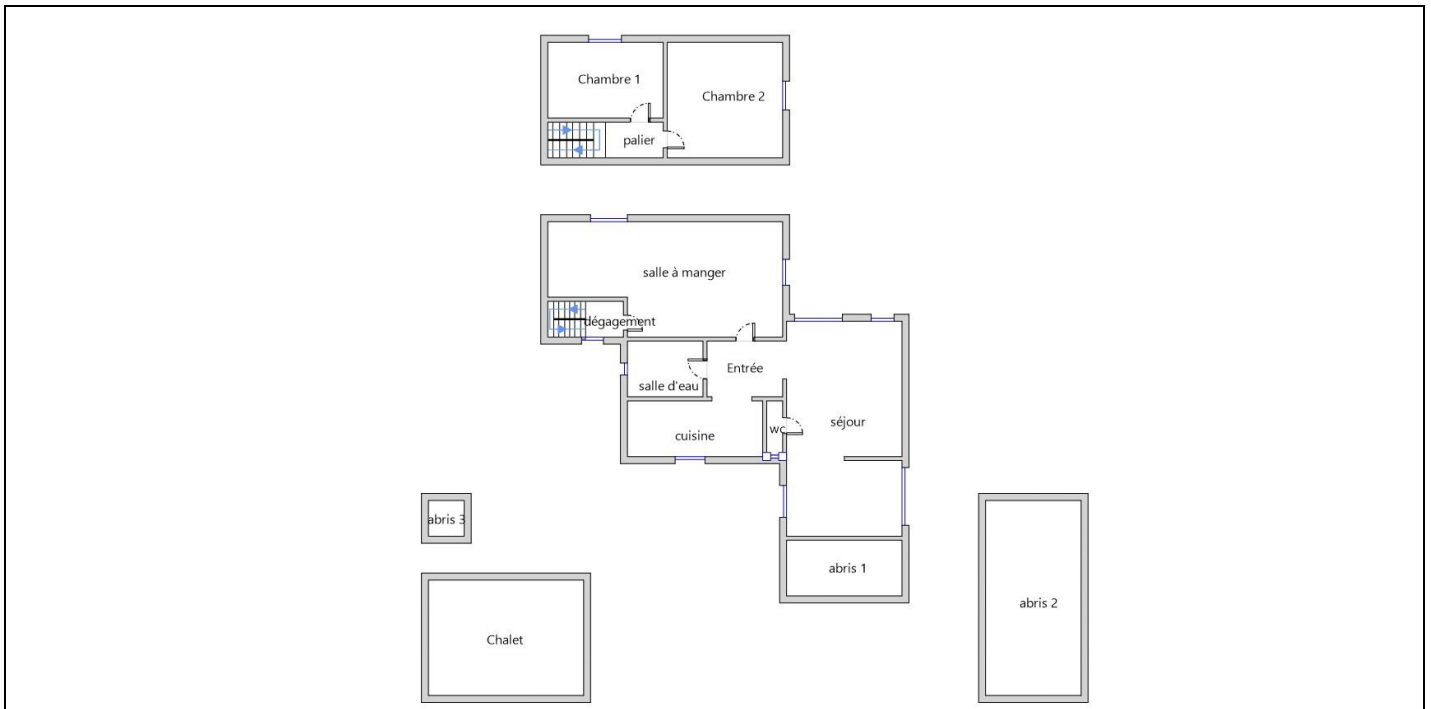 Chambre 1
Chambre 2
palier
salle à manger
dégagement
Entrée
salle d'eau
séjour
wc
cuisine
abris 3
abris 1
abris 2
Chalet